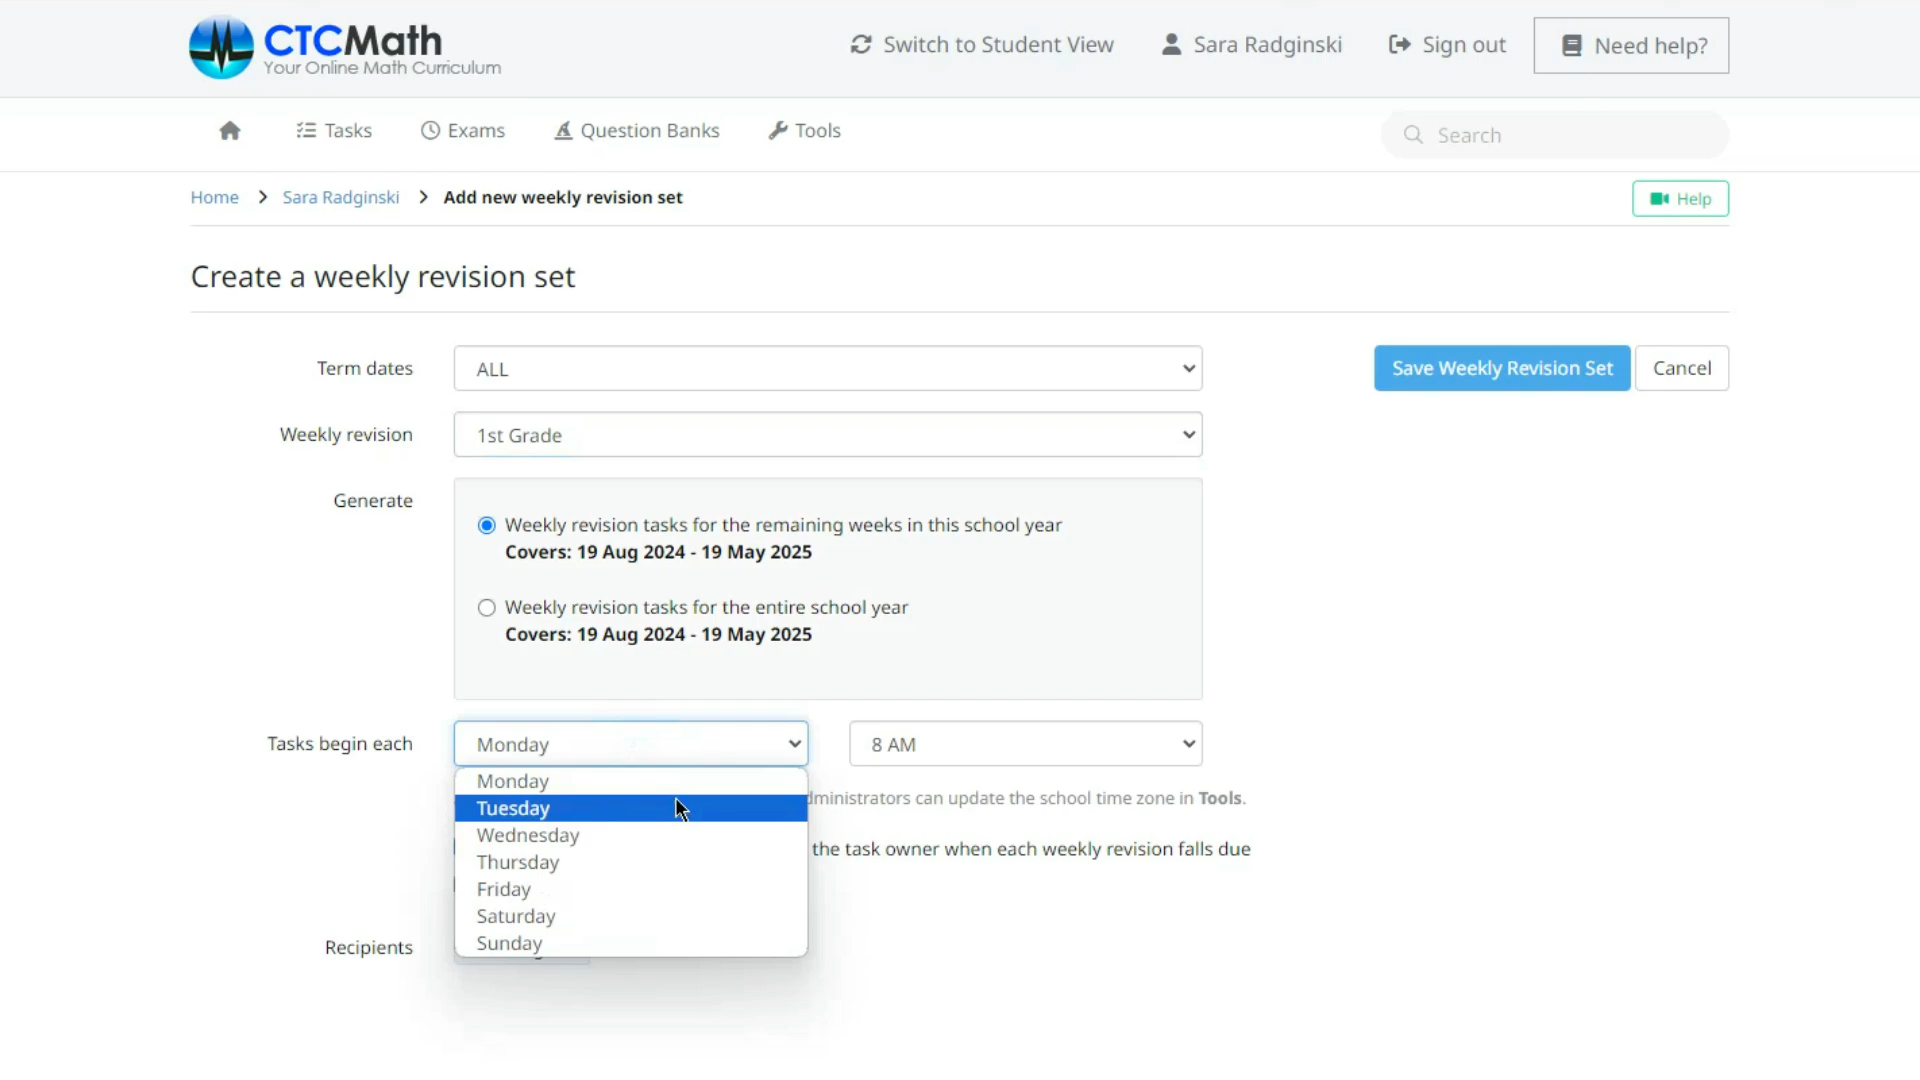 CTCMath
Your Online Math Curriculum
Switch to Student View
Sara Radginski
Sign out
Need help?
Tasks
Exams
Question Banks
Tools
Search
Home > Sara Radginski > Add new weekly revision set
Help
Create a weekly revision set
Term dates
ALL
Save Weekly Revision Set
Cancel
Weekly revision
1st Grade
Generate
Weekly revision tasks for the remaining weeks in this school year
Covers: 19 Aug 2024 - 19 May 2025
Weekly revision tasks for the entire school year
Covers: 19 Aug 2024 - 19 May 2025
Tasks begin each
Monday
8 AM
Monday
Tuesday
Wednesday
Thursday
Friday
Saturday
Sunday
dministrators can update the school time zone in Tools.
the task owner when each weekly revision falls due
Recipients